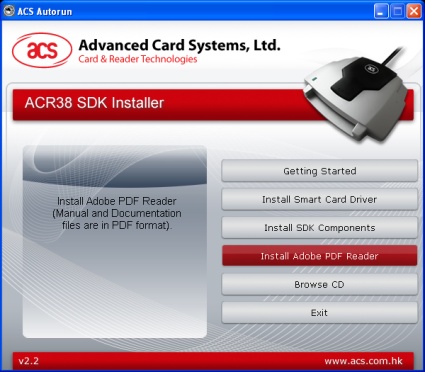 ACS Autorun
acs
Advanced Card Systems, Ltd.
Card & Reader Technologies
ACR38 SDK Installer
Getting Started
Install Adobe PDF Reader
(Manual and Documentation
files are in PDF format).
Install Smart Card Driver
Install SDK Components
Install Adobe PDF Reader
Browse CD
Exit
v2.2
www.acs.com.hk